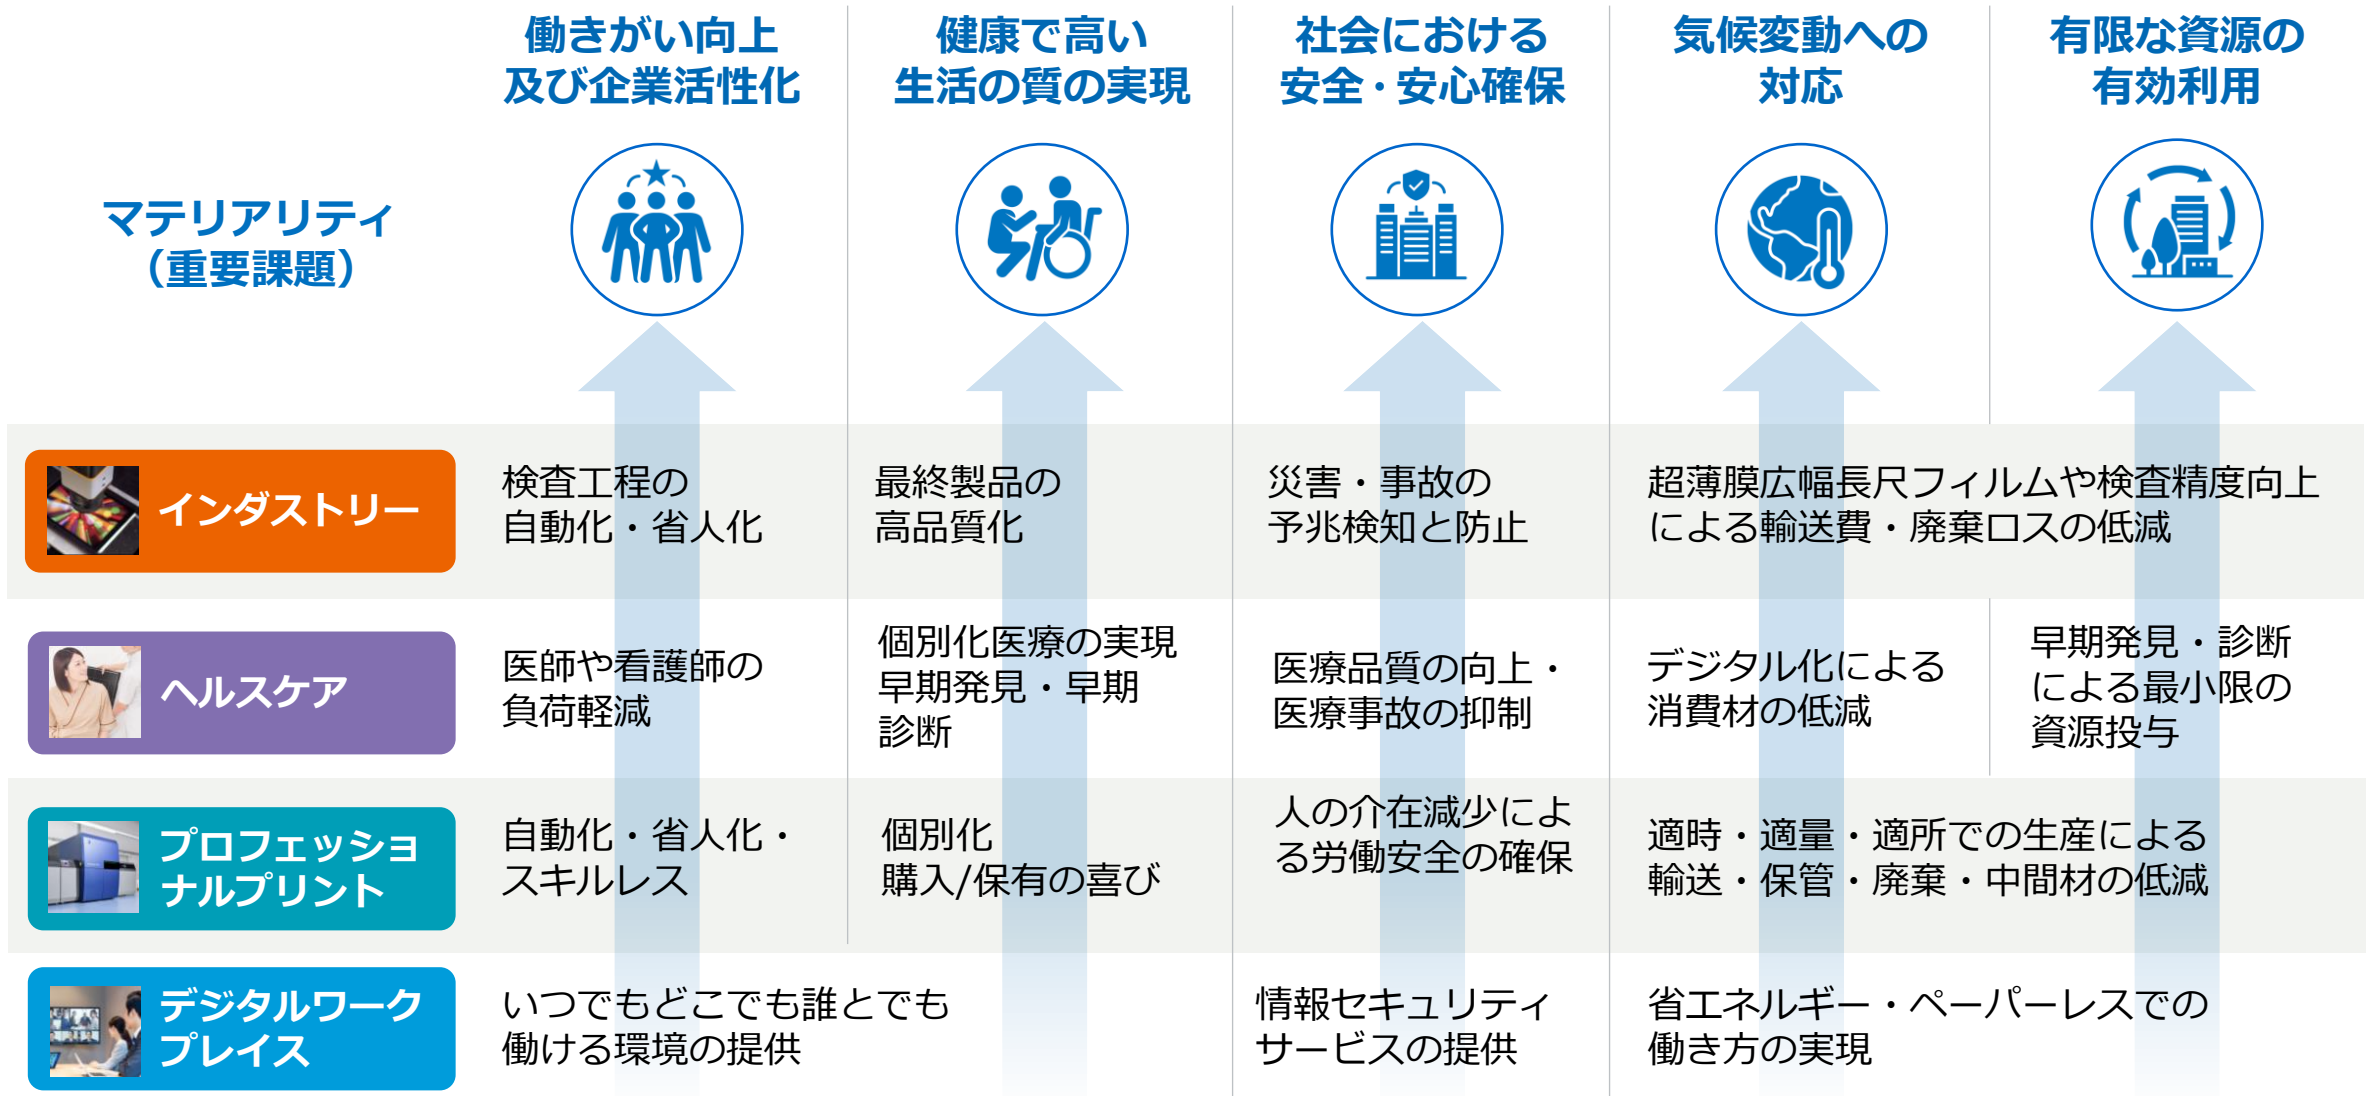 働きがい向上
及び企業活性化
健康で高い
生活の質の実現
社会における
安全・安心確保
気候変動への
対応
有限な資源の
有効利用
マテリアリティ
（重要課題）
インダストリー
検査工程の
自動化・省人化
最終製品の
高品質化
災害・事故の
予兆検知と防止
超薄膜広幅長尺フィルムや検査精度向上
による輸送費・廃棄ロスの低減
ヘルスケア
医師や看護師の
負荷軽減
個別化医療の実現
早期発見・早期
診断
医療品質の向上・
医療事故の抑制
デジタル化による
消費材の低減
早期発見・診断
による最小限の
資源投与
プロフェッショ
ナルプリント
自動化・省人化・
スキルレス
個別化
購入/保有の喜び
人の介在減少によ
る労働安全の確保
適時・適量・適所での生産による
輸送・保管・廃棄・中間材の低減
デジタルワーク
プレイス
いつでもどこでも誰とでも
働ける環境の提供
情報セキュリティ
サービスの提供
省エネルギー・ペーパーレスでの
働き方の実現